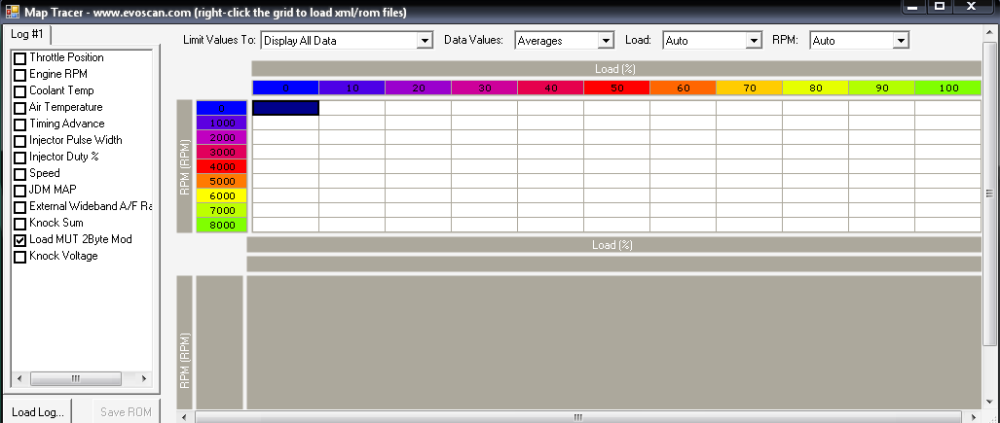 Map Tracer - www.evoscan.com (right-click the grid to load xml/rom files)
Log #1
Limit Values To: Display All Data Data Values: Averages Load: Auto RPM: Auto
Throttle Position
Engine RPM
Coolant Temp
Air Temperature
Timing Advance
Injector Pulse Width
Injector Duty %
Speed
JDM MAP
External Wideband A/F Ra
Knock Sum
Load MUT 2Byte Mod
Knock Voltage
Load (%)
0 10 20 30 40 50 60 70 80 90 100
RPM (RPM)
0
1000
2000
3000
4000
5000
6000
7000
8000
Load (%)
RPM (RPM)
Load Log... Save ROM